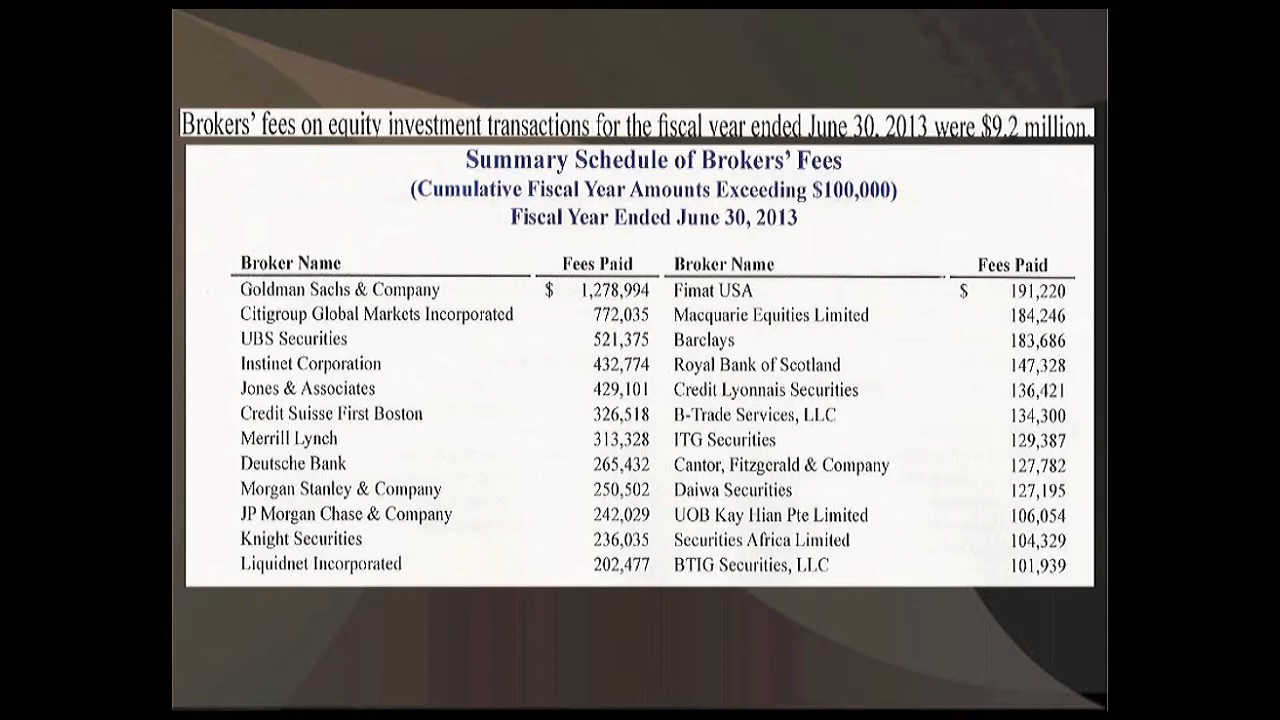 Brokers’ fees on equity investment transactions for the fiscal year ended June 30, 2013 were $9.2 million.
Summary Schedule of Brokers’ Fees
(Cumulative Fiscal Year Amounts Exceeding $100,000)
Fiscal Year Ended June 30, 2013
Broker Name Fees Paid Broker Name Fees Paid
Goldman Sachs & Company $ 1,278,994 Fimat USA $ 191,220
Citigroup Global Markets Incorporated 772,035 Macquarie Equities Limited 184,246
UBS Securities 521,375 Barclays 183,686
Instinet Corporation 432,774 Royal Bank of Scotland 147,328
Jones & Associates 429,101 Credit Lyonnais Securities 136,421
Credit Suisse First Boston 326,518 B-Trade Services, LLC 134,300
Merrill Lynch 313,328 ITG Securities 129,387
Deutsche Bank 265,432 Cantor, Fitzgerald & Company 127,782
Morgan Stanley & Company 250,502 Daiwa Securities 127,195
JP Morgan Chase & Company 242,029 UOB Kay Hian Pte Limited 106,054
Knight Securities 236,035 Securities Africa Limited 104,329
Liquidnet Incorporated 202,477 BTIG Securities, LLC 101,939